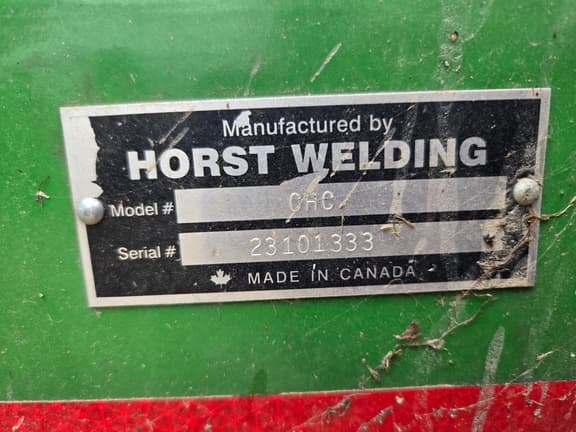 Manufactured by
HORST WELDING
Model # CHC
Serial # 23101333
MADE IN CANADA